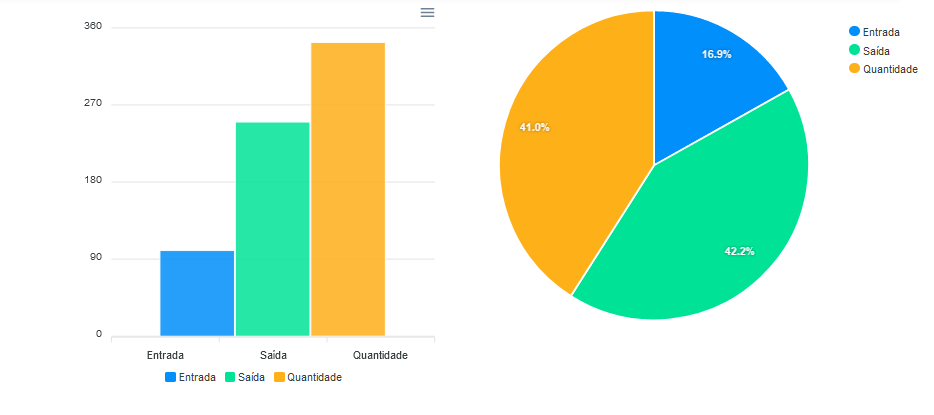 360
270
180
90
0
Entrada Saída Quantidade
Entrada Saída Quantidade
16.9%
41.0%
42.2%
Entrada
Saída
Quantidade